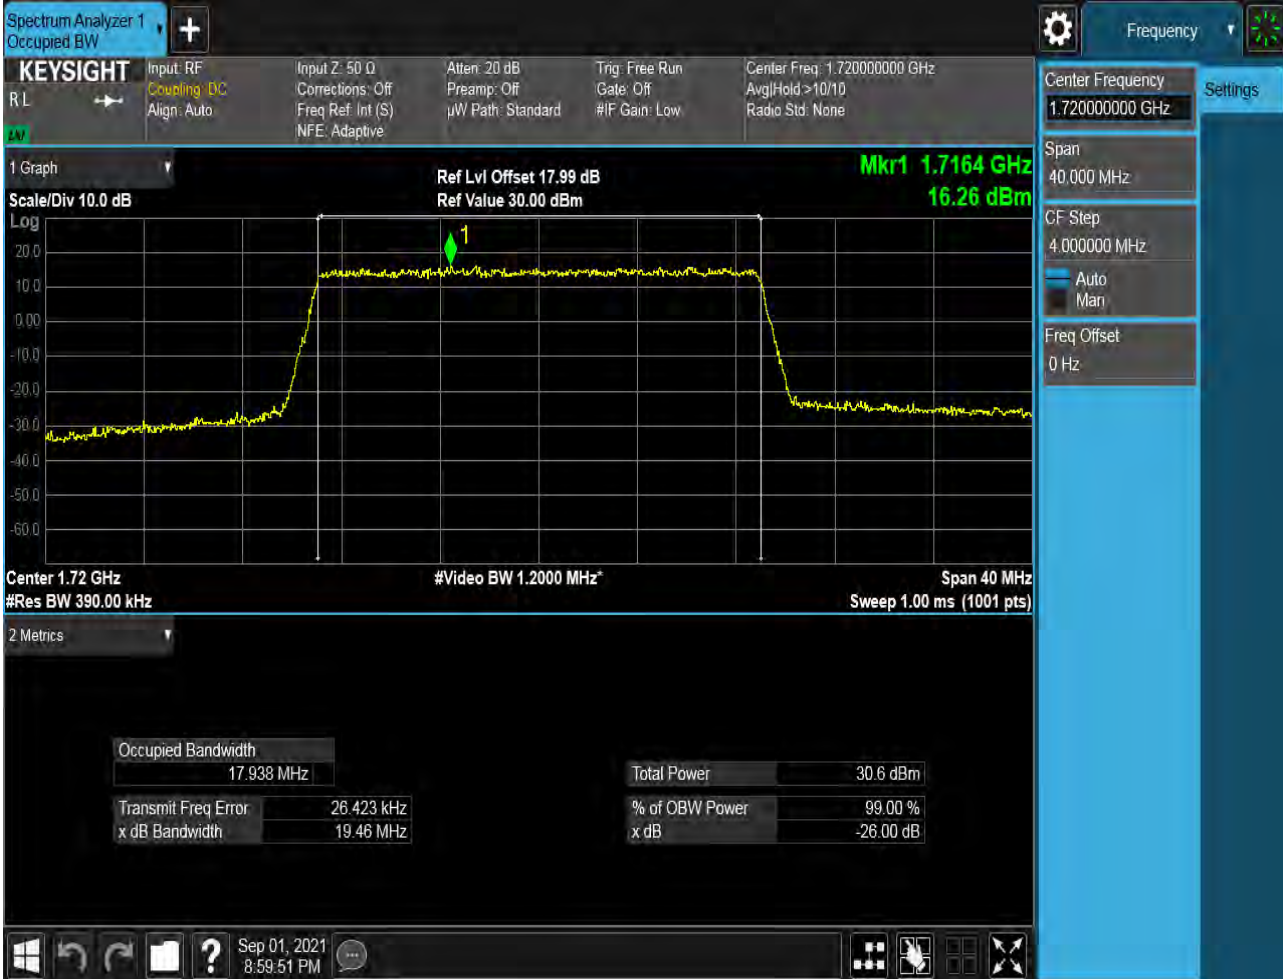 Spectrum Analyzer 1
Occupied BW
+
Frequency
KEYSIGHT
R L
LNI
Input: RF
Coupling: DC
Align: Auto
Input Z: 50 Ω
Corrections: Off
Freq Ref: Int (S)
NFE: Adaptive
Atten: 20 dB
Preamp: Off
µW Path: Standard
Trig: Free Run
Gate: Off
#IF Gain: Low
Center Freq: 1.720000000 GHz
Avg|Hold:>10/10
Radio Std: None
Center Frequency
1.720000000 GHz
Settings
Span
40.000 MHz
CF Step
4.000000 MHz
Auto
Man
Freq Offset
0 Hz
1 Graph
Scale/Div 10.0 dB
Log
Ref Lvl Offset 17.99 dB
Ref Value 30.00 dBm
Mkr1 1.7164 GHz
16.26 dBm
1
20.0
10.0
0.00
-10.0
-20.0
-30.0
-40.0
-50.0
-60.0
Center 1.72 GHz
#Video BW 1.2000 MHz*
Span 40 MHz
#Res BW 390.00 kHz
Sweep 1.00 ms (1001 pts)
2 Metrics
Occupied Bandwidth
17.938 MHz
Total Power 30.6 dBm
Transmit Freq Error 26.423 kHz
% of OBW Power 99.00 %
x dB Bandwidth 19.46 MHz
x dB -26.00 dB
?
Sep 01, 2021
8:59:51 PM